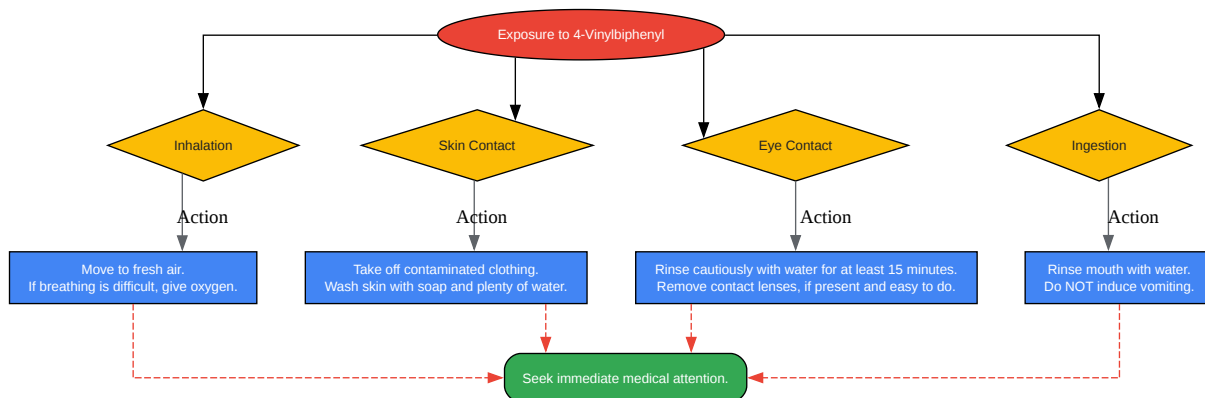 Exposure to 4-Vinylbiphenyl
Inhalation
Skin Contact
Eye Contact
Ingestion
Action
Action
Action
Action
Move to fresh air.
If breathing is difficult, give oxygen.
Take off contaminated clothing.
Wash skin with soap and plenty of water.
Rinse cautiously with water for at least 15 minutes.
Remove contact lenses, if present and easy to do.
Rinse mouth with water.
Do NOT induce vomiting.
Seek immediate medical attention.